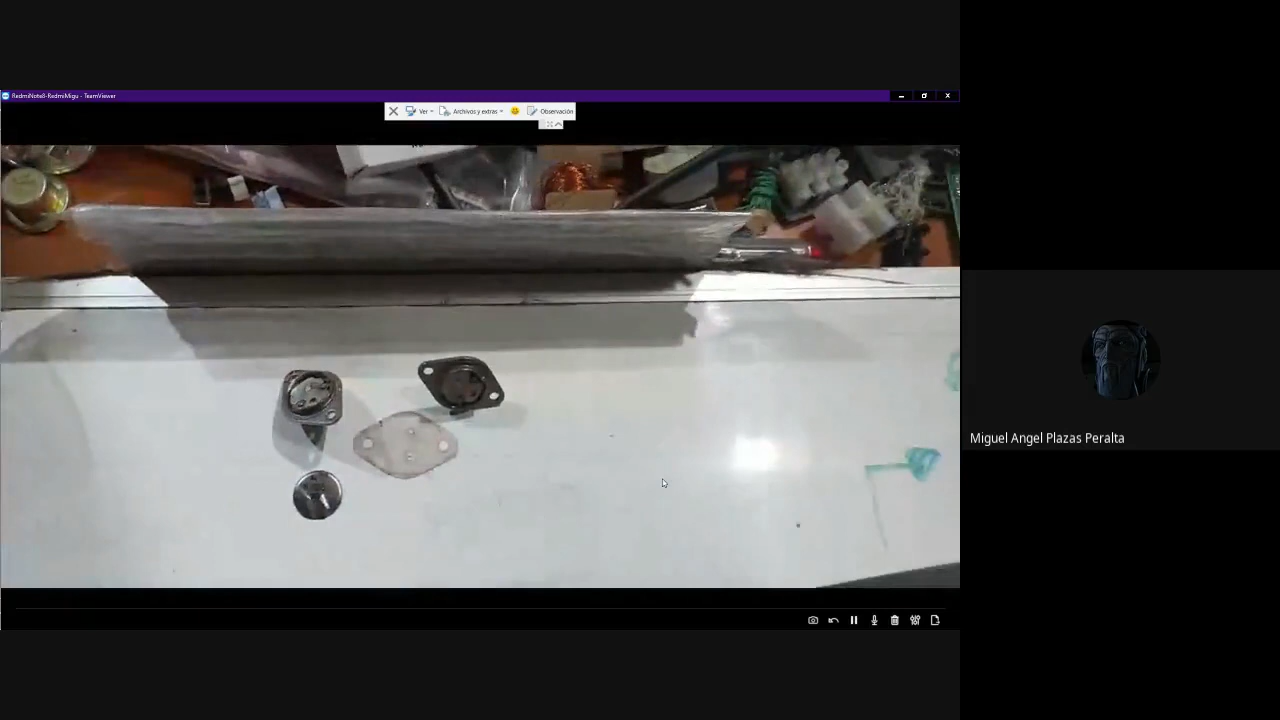 RedmiNote8-RedmiMigu - TeamViewer
Ver
Archivos y extras
Observación
Miguel Angel Plazas Peralta